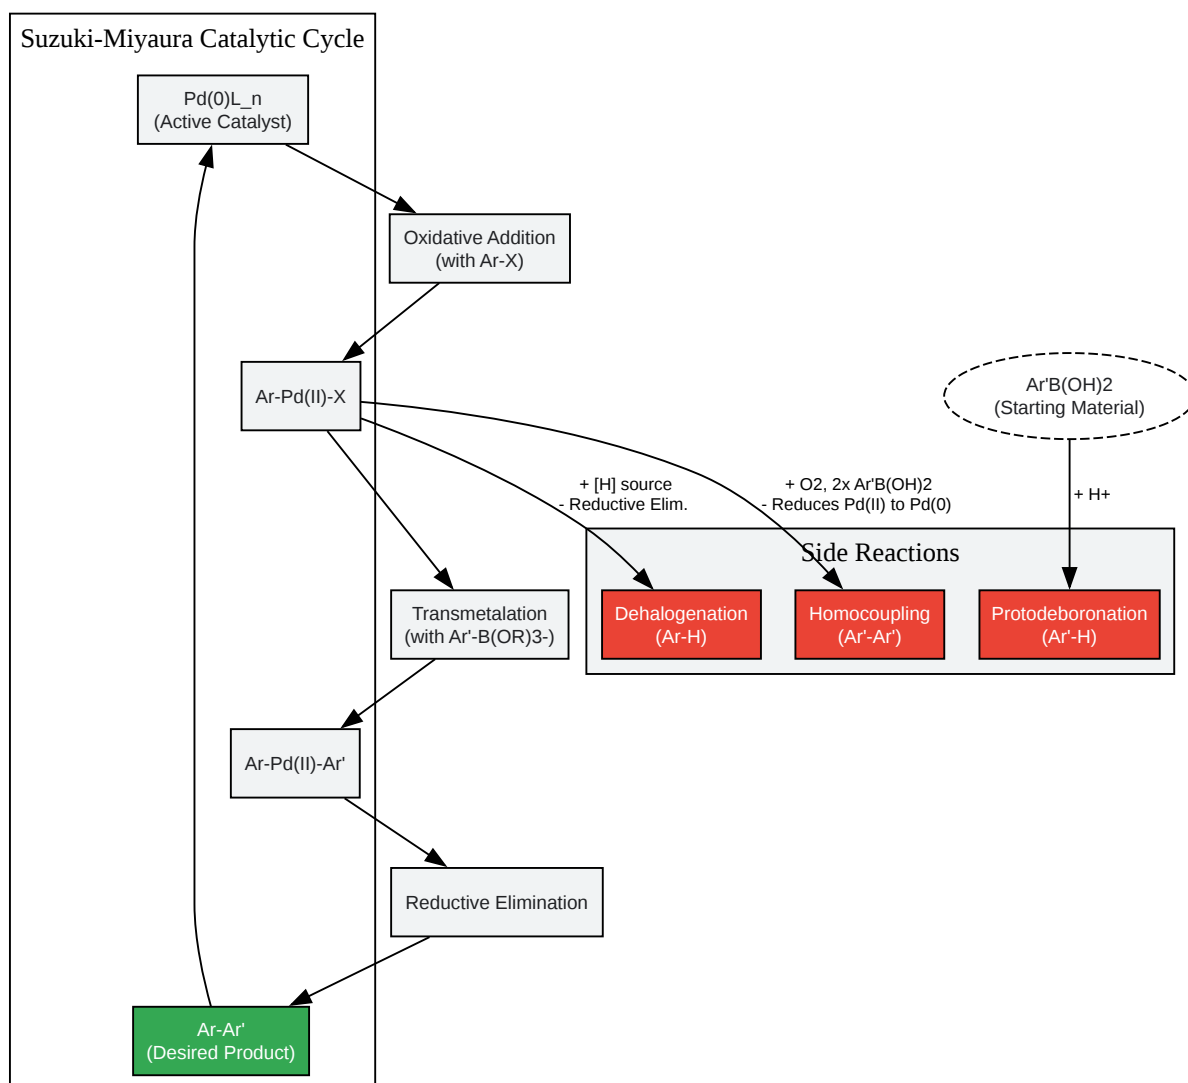 Suzuki-Miyaura Catalytic Cycle
Pd(0)L_n
(Active Catalyst)
Oxidative Addition
(with Ar-X)
Ar-Pd(II)-X
Ar'B(OH)2
(Starting Material)
+ [H] source
- Reductive Elim.
+ O2, 2x Ar'B(OH)2
- Reduces Pd(II) to Pd(0)
+ H+
Side Reactions
Transmetalation
(with Ar'-B(OR)3-)
Dehalogenation
(Ar-H)
Homocoupling
(Ar'-Ar')
Protodeboronation
(Ar'-H)
Ar-Pd(II)-Ar'
Reductive Elimination
Ar-Ar'
(Desired Product)